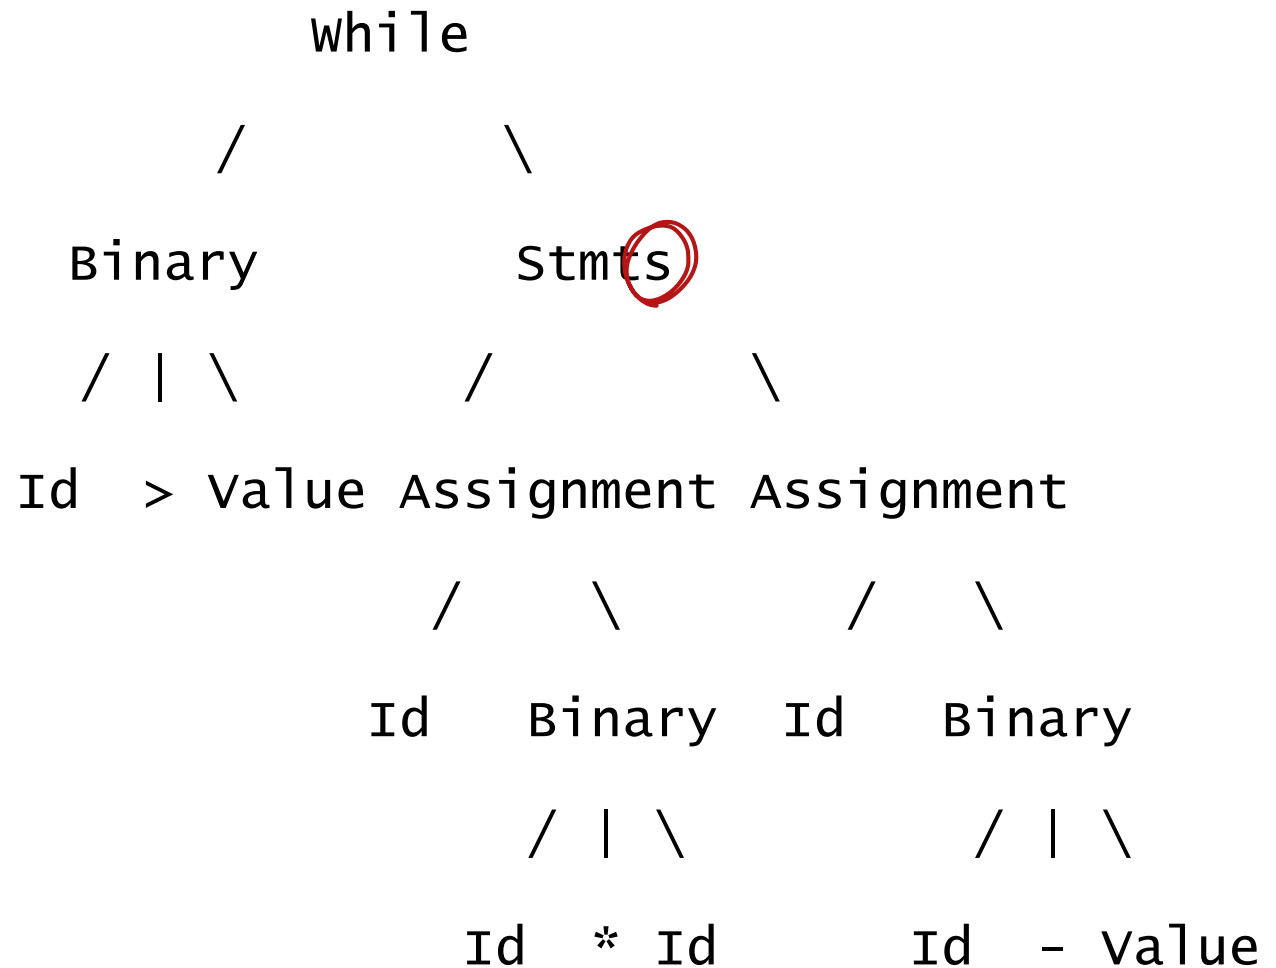 While
/ \
Binary Stmts
/ | \ / \
Id > Value Assignment Assignment
/ \ / \
Id Binary Id Binary
/ | \ / | \
Id * Id Id - Value